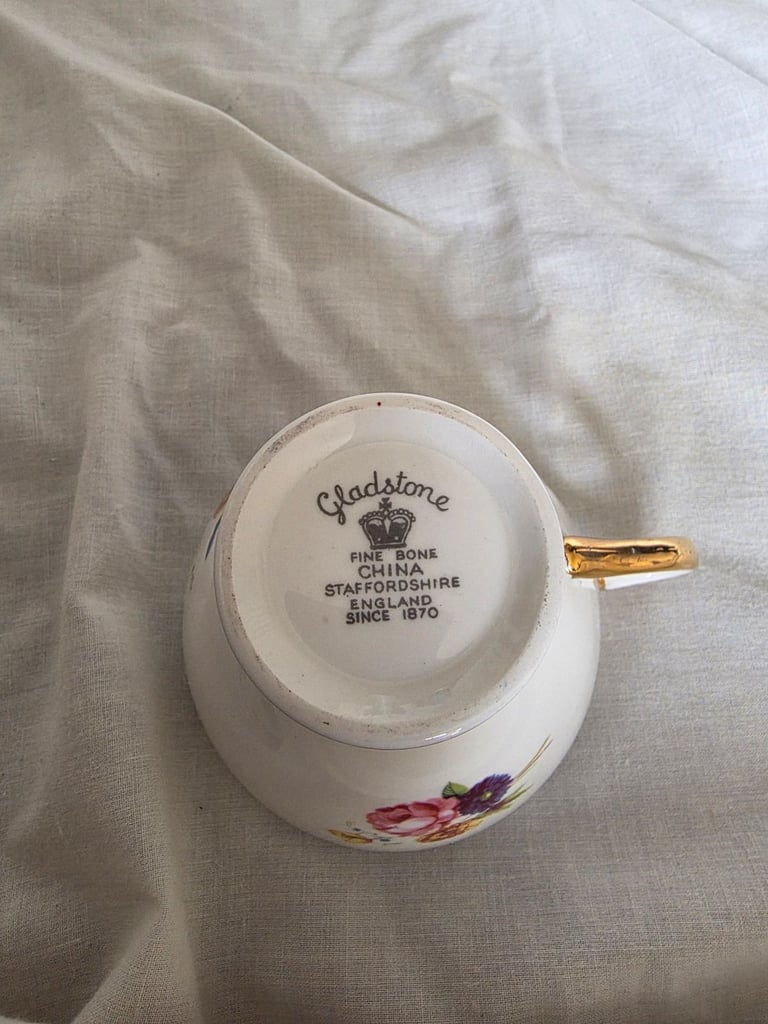 Gladstone
FINE BONE
CHINA
STAFFORDSHIRE
ENGLAND
SINCE 1870